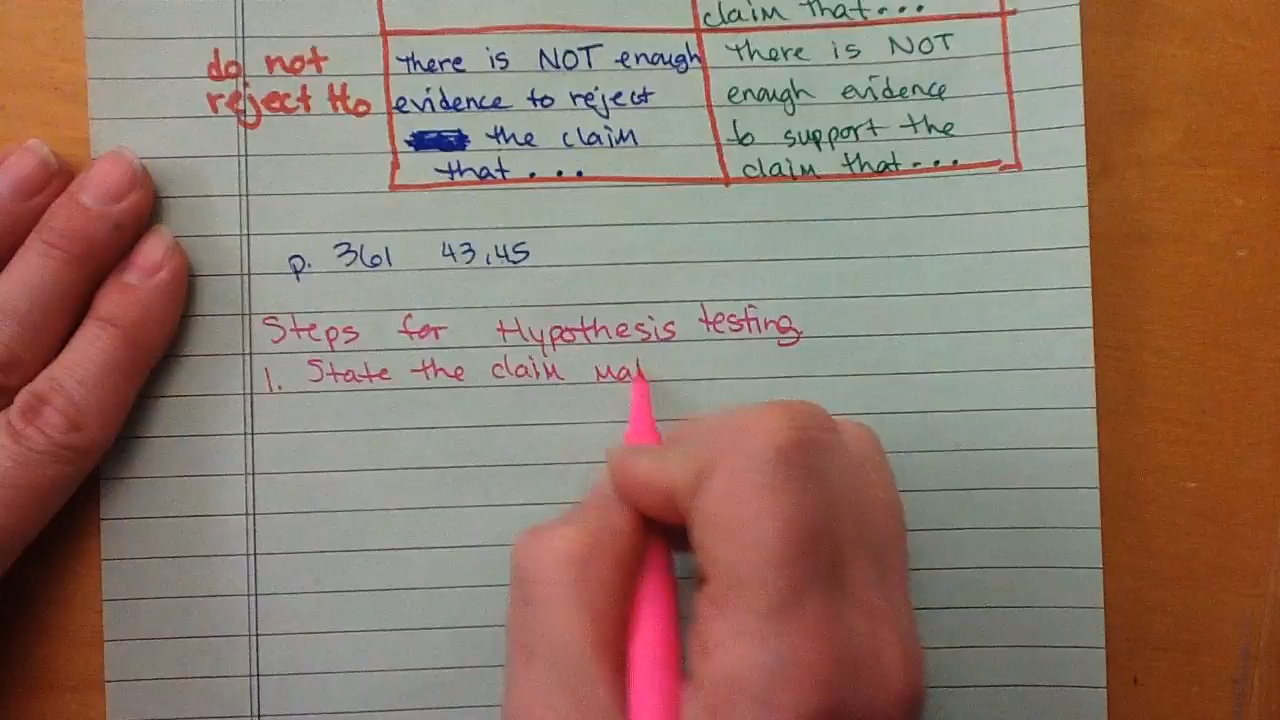 claim that...
do not
reject Ho
there is NOT enough
evidence to reject
the claim
that...
There is NOT
enough evidence
to support the
claim that...
p. 361 43,45
Steps for Hypothesis testing
1. State the claim mat